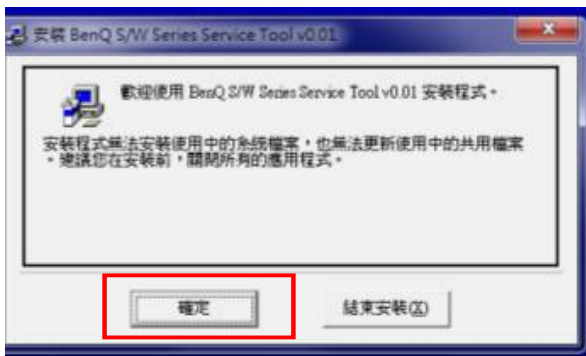 安裝 BenQ S/W Series Service Tool v0.01
歡迎使用 BenQ S/W Series Service Tool v0.01 安裝程式。
安裝程式無法安裝使用中的系統檔案，也無法更新使用中的共用檔案
。建議您在安裝前，關閉所有的應用程式。
確定
結束安裝(X)